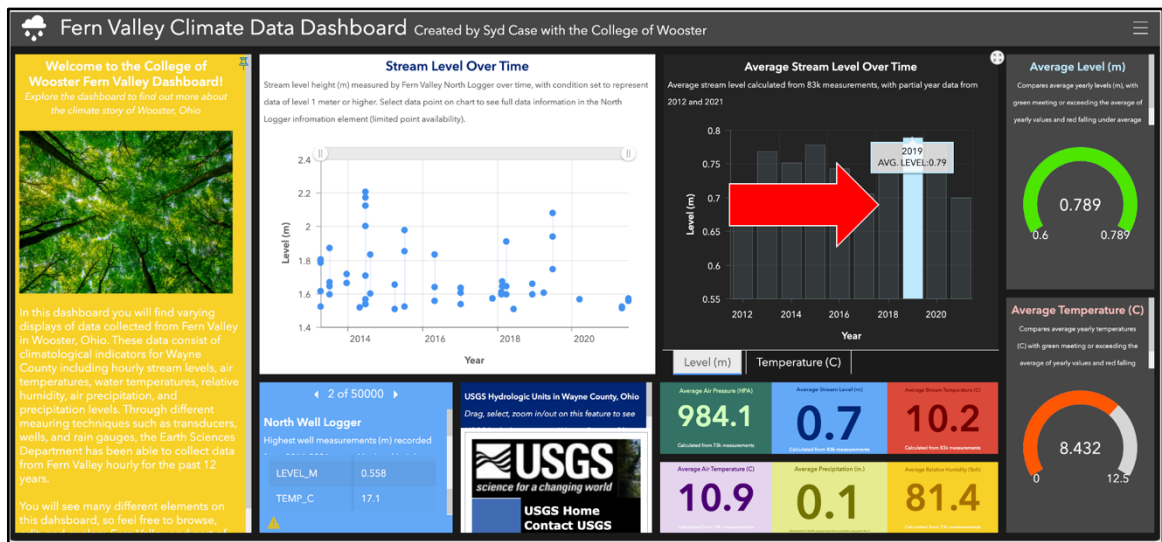 Fern Valley Climate Data Dashboard Created by Syd Case with the College of Wooster
Welcome to the College of
Wooster Fern Valley Dashboard!
Explore the dashboard to find out more about
the climate story of Wooster, Ohio
In this dashboard you will find varying
displays of data collected from Fern Valley
in Wooster, Ohio. These data consist of
climatological indicators for Wayne
County including hourly stream levels, air
temperatures, water temperatures, relative
humidity, air precipitation, and
precipitation levels. Through different
meauring techniques such as transducers,
wells, and rain gauges, the Earth Sciences
Department has been able to collect data
from Fern Valley hourly for the past 12
years.
You will see many different elements on
this dahsboard, so feel free to browse,
Stream Level Over Time
Stream level height (m) measured by Fern Valley North Logger over time, with condition set to represent
data of level 1 meter or higher. Select data point on chart to see full data information in the North
Logger infromation element (limited point availability).
2.4
2.2
2
1.8
1.6
1.4
Level (m)
2014
2016
2018
2020
Year
Average Stream Level Over Time
Average stream level calculated from 83k measurements, with partial year data from
2012 and 2021
0.8
0.75
0.7
0.65
0.6
0.55
Level (m)
2019
AVG. LEVEL:0.79
2012
2014
2016
2018
2020
Year
Level (m)
Temperature (C)
Average Level (m)
Compares average yearly levels (m), with
green meeting or exceeding the average of
yearly values and red falling under average
0.789
0.6
0.789
2 of 50000
North Well Logger
Highest well measurements (m) recorded
LEVEL_M 0.558
TEMP_C 17.1
USGS Hydrologic Units in Wayne County, Ohio
Drag, select, zoom in/out on this feature to see
USGS
science for a changing world
USGS Home
Contact USGS
Average Air Pressure (HPA)
984.1
Calculated from 73k measurements
Average Stream Level (m)
0.7
Calculated from 83k measurements
Average Stream Temperature (C)
10.2
Calculated from 83k measurements
Average Air Temperature (C)
10.9
Calculated from 73k measurements
Average Precipitation (in.)
0.1
Average Relative Humidity (%rh)
81.4
Calculated from 73k measurements
Average Temperature (C)
Compares average yearly temperatures
(C) with green meeting or exceeding the
average of yearly values and red falling
8.432
0
12.5